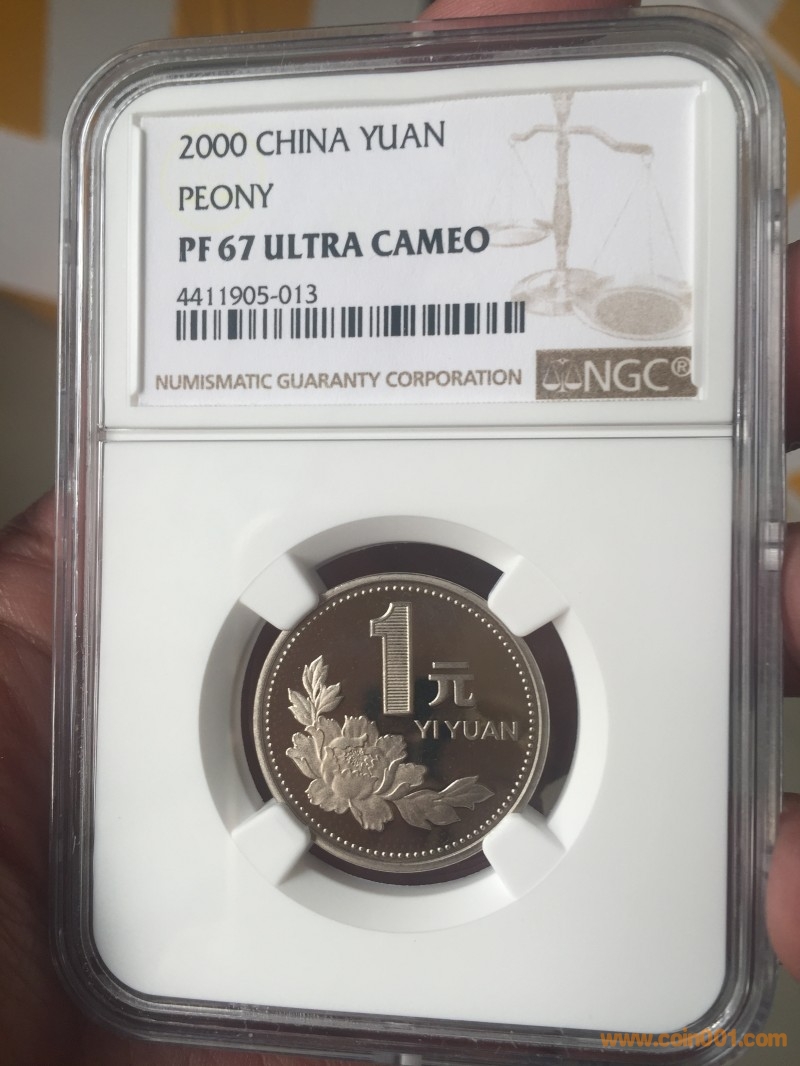 2000 CHINA YUAN
PEONY
PF 67 ULTRA CAMEO
4411905-013
NUMISMATIC GUARANTY CORPORATION
NGC®
1元
YI YUAN
www.coin001.com